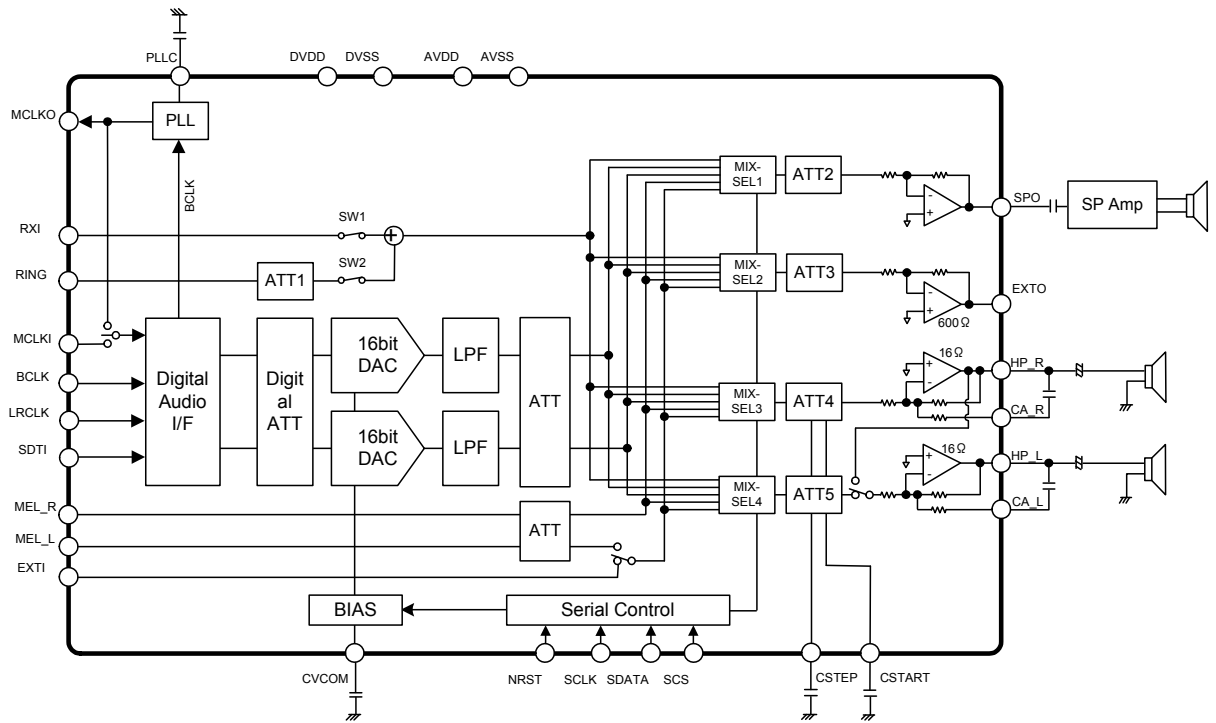 PLLC
DVDD DVSS AVDD AVSS
MCLKO
PLL
BCLK
RXI
SW1
RING
ATT1
SW2
MCLKI
BCLK
LRCLK
SDTI
MEL_R
MEL_L
EXTI
Digital
Audio
I/F
Digit
al
ATT
16bit
DAC
16bit
DAC
LPF
LPF
ATT
ATT
MIX-
SEL1
ATT2
-
+
SPO
SP Amp
MIX-
SEL2
ATT3
-
+
600Ω
EXTO
MIX-
SEL3
ATT4
16Ω
+
-
HP_R
CA_R
MIX-
SEL4
ATT5
16Ω
+
-
HP_L
CA_L
BIAS
Serial Control
CVCOM
NRST SCLK SDATA SCS
CSTEP CSTART